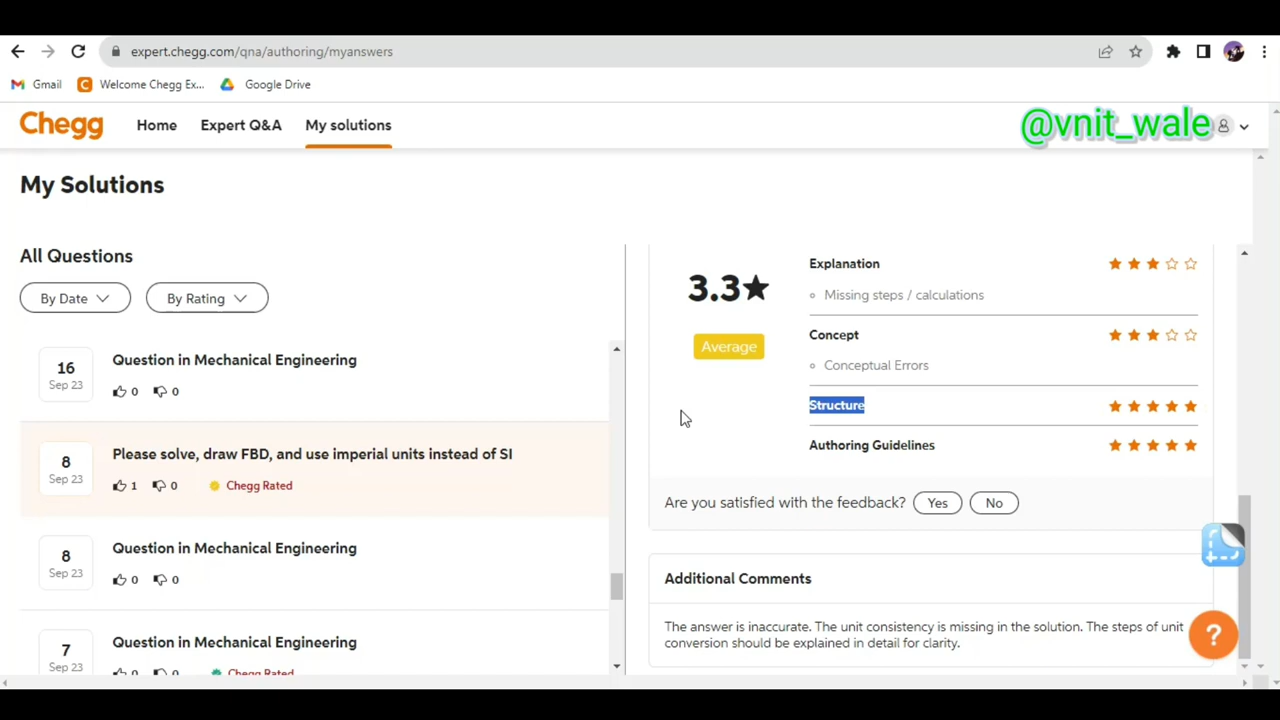 expert.chegg.com/qna/authoring/myanswers
Gmail
Welcome Chegg Ex...
Google Drive
Chegg
Home
Expert Q&A
My solutions
@vnit_wale
My Solutions
All Questions
By Date
By Rating
16
Sep 23
Question in Mechanical Engineering
0
0
8
Sep 23
Please solve, draw FBD, and use imperial units instead of SI
1
0
Chegg Rated
8
Sep 23
Question in Mechanical Engineering
0
0
7
Sep 23
Question in Mechanical Engineering
0
0
Chegg Rated
3.3★
Average
Explanation
Missing steps / calculations
Concept
Conceptual Errors
Structure
Authoring Guidelines
Are you satisfied with the feedback?
Yes
No
Additional Comments
The answer is inaccurate. The unit consistency is missing in the solution. The steps of unit
conversion should be explained in detail for clarity.
?